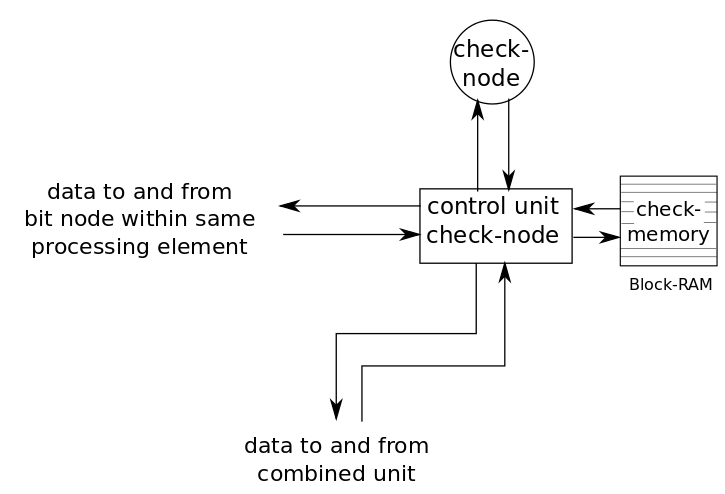 check-
node
data to and from
bit node within same
processing element
control unit
check-node
check-
memory
Block-RAM
data to and from
combined unit